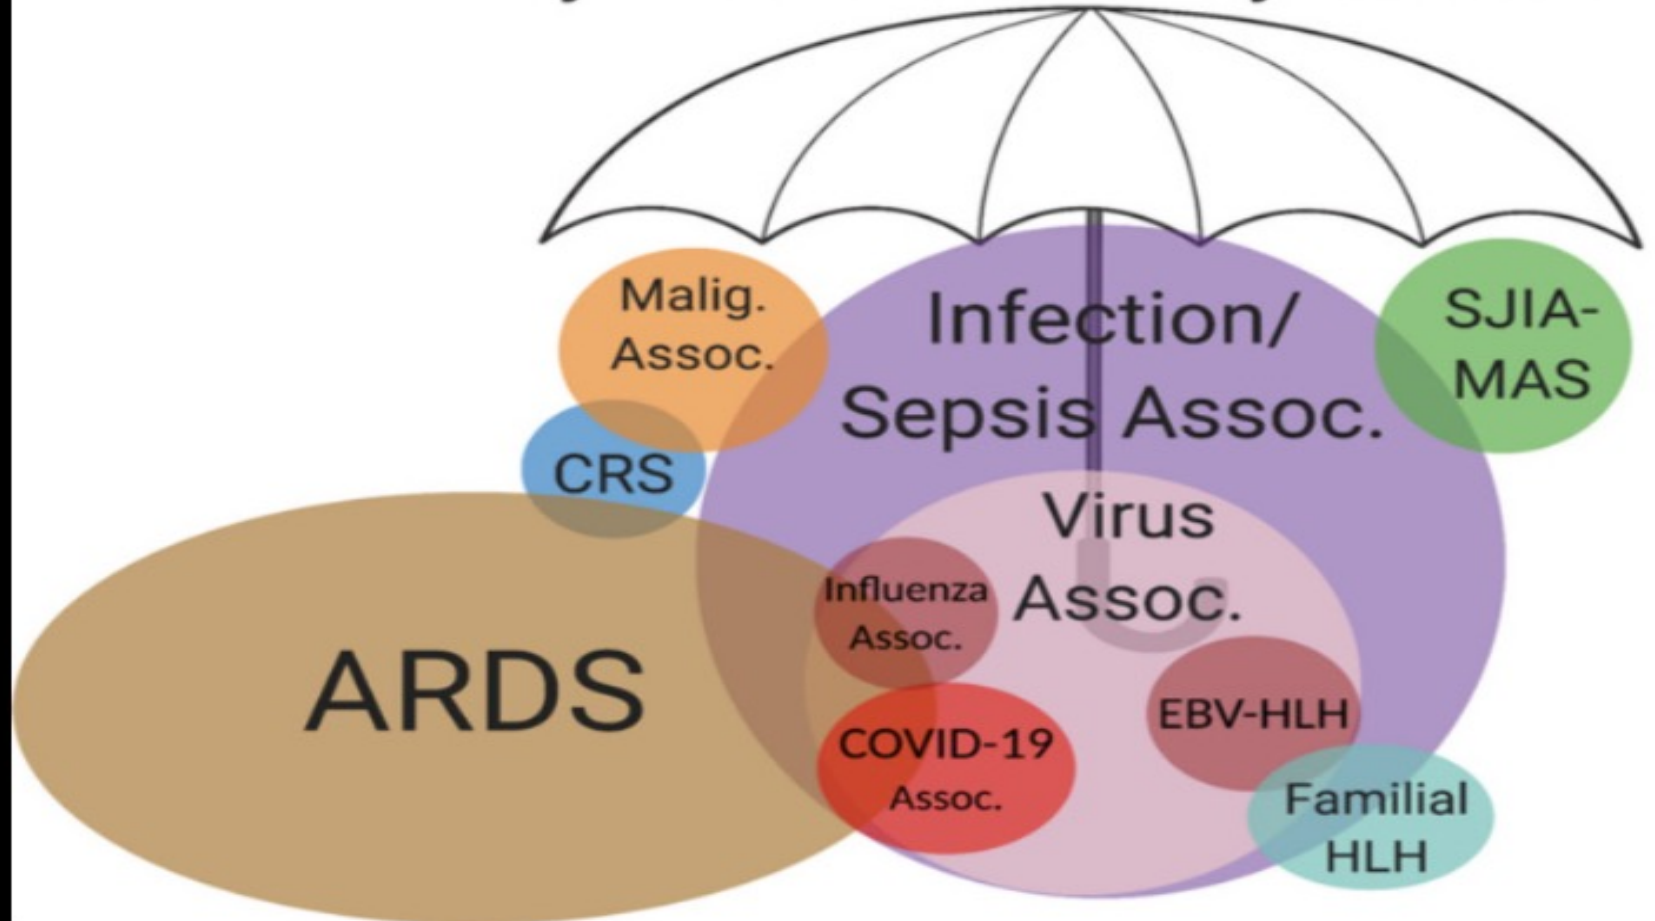 Malig.
Assoc.
Infection/
Sepsis Assoc.
SJIA-
MAS
CRS
Virus
Assoc.
Influenza
Assoc.
ARDS
EBV-HLH
COVID-19
Assoc.
Familial
HLH